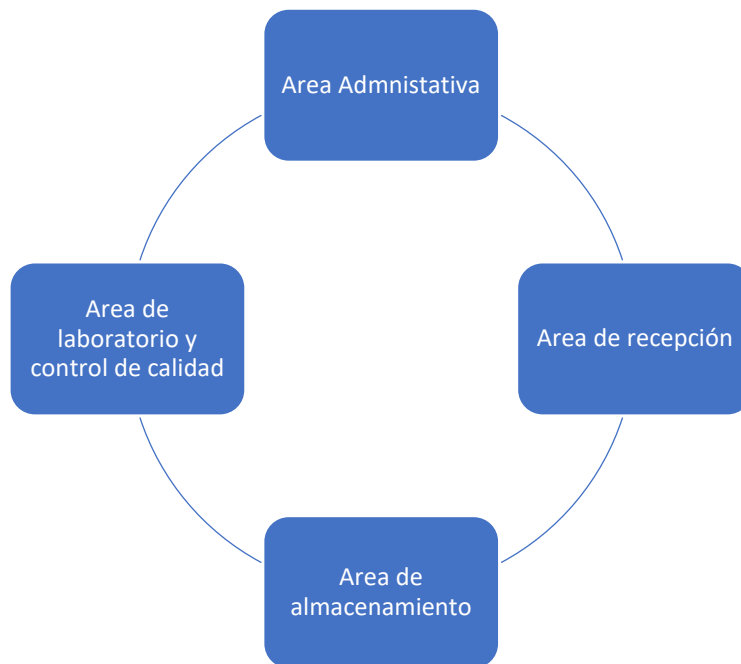 Area Admnistativa
Area de
laboratorio y
control de calidad
Area de recepción
Area de
almacenamiento